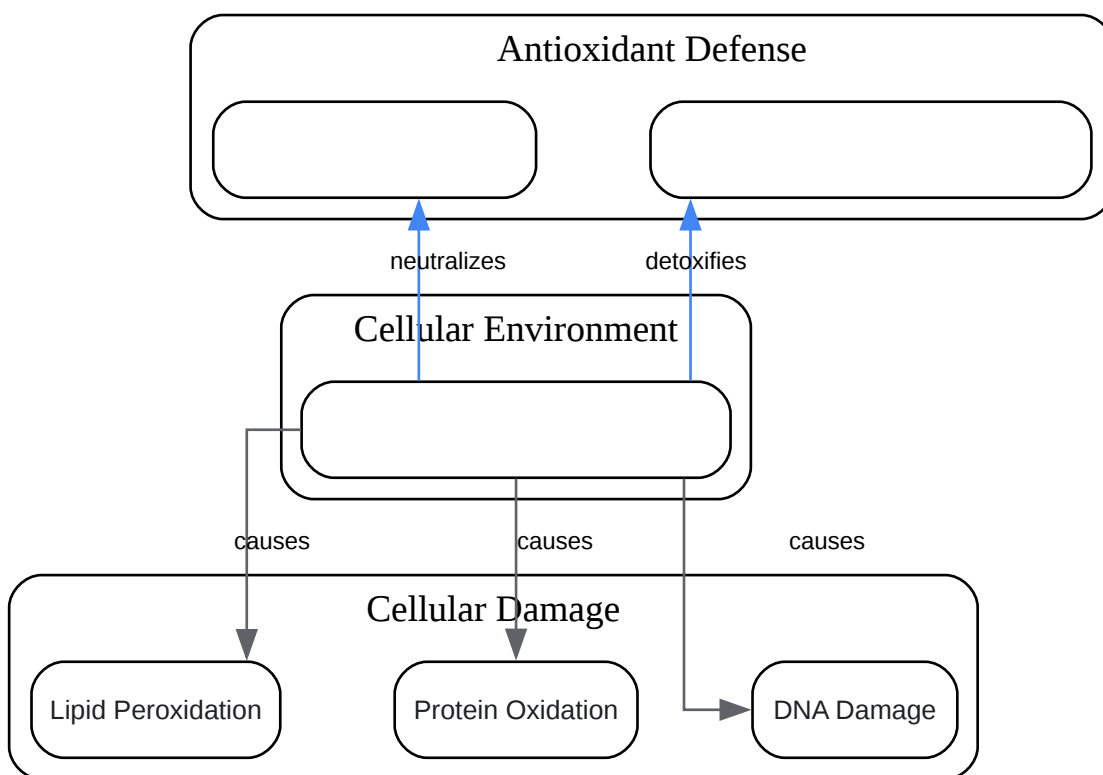 Antioxidant Defense
neutralizes
detoxifies
Cellular Environment
causes
causes
causes
Cellular Damage
Lipid Peroxidation
Protein Oxidation
DNA Damage